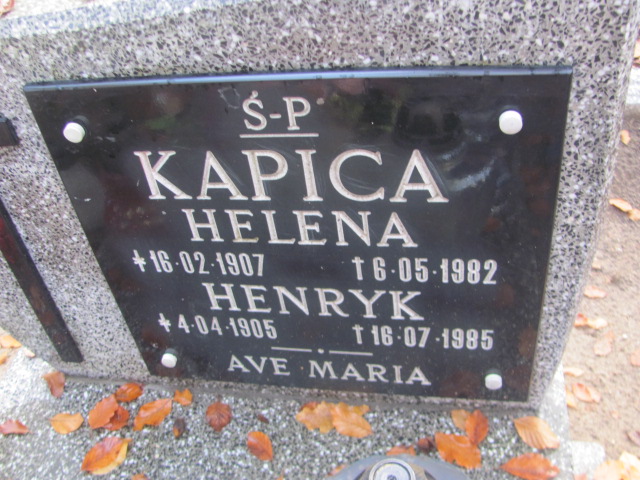 Ś-P
KAPICA
HELENA
*16·02·1907 †6·05·1982
HENRYK
*4·04·1905 †16·07·1985
AVE MARIA